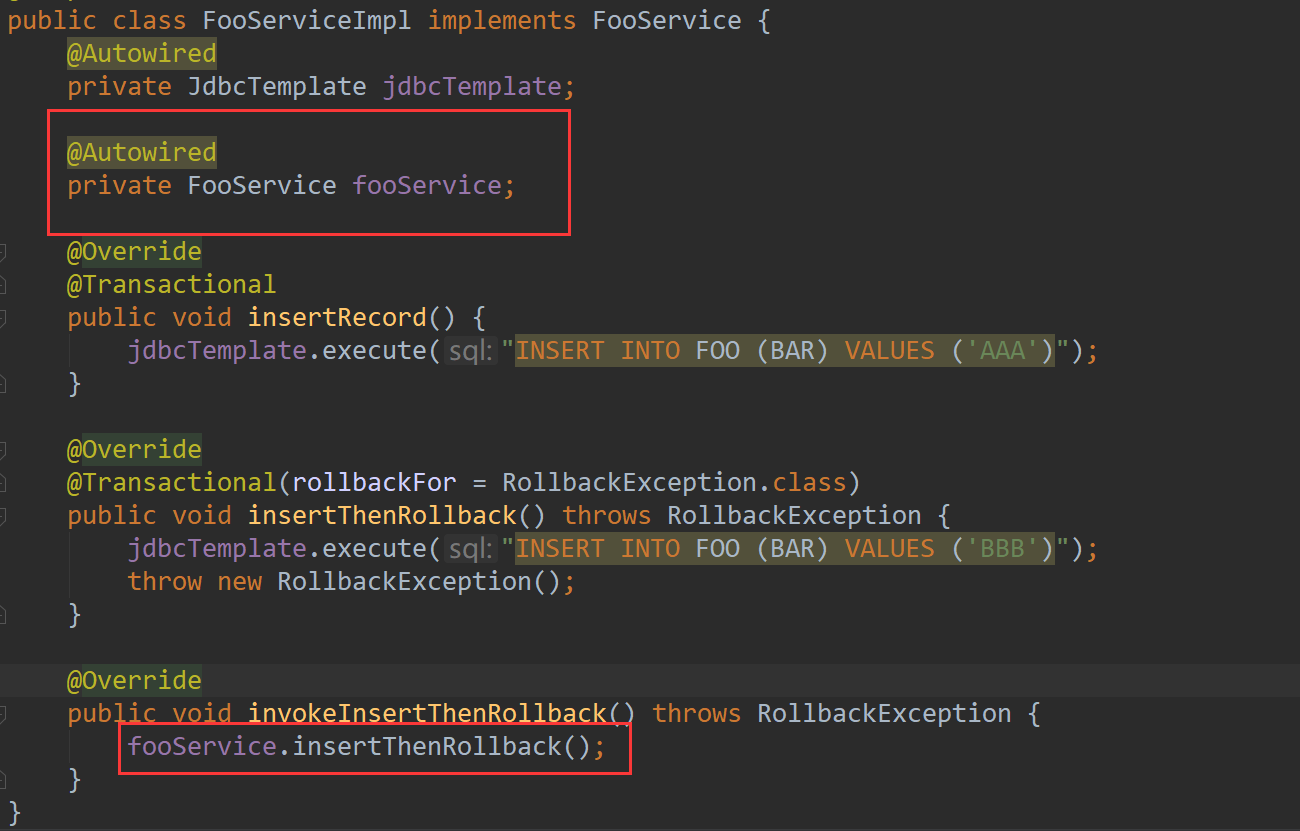 public class FooServiceImpl implements FooService {
@Autowired
private JdbcTemplate jdbcTemplate;
@Autowired
private FooService fooService;
@Override
@Transactional
public void insertRecord() {
jdbcTemplate.execute( sql: "INSERT INTO FOO (BAR) VALUES ('AAA')");
}
@Override
@Transactional(rollbackFor = RollbackException.class)
public void insertThenRollback() throws RollbackException {
jdbcTemplate.execute( sql: "INSERT INTO FOO (BAR) VALUES ('BBB')");
throw new RollbackException();
}
@Override
public void invokeInsertThenRollback() throws RollbackException {
fooService.insertThenRollback();
}
}